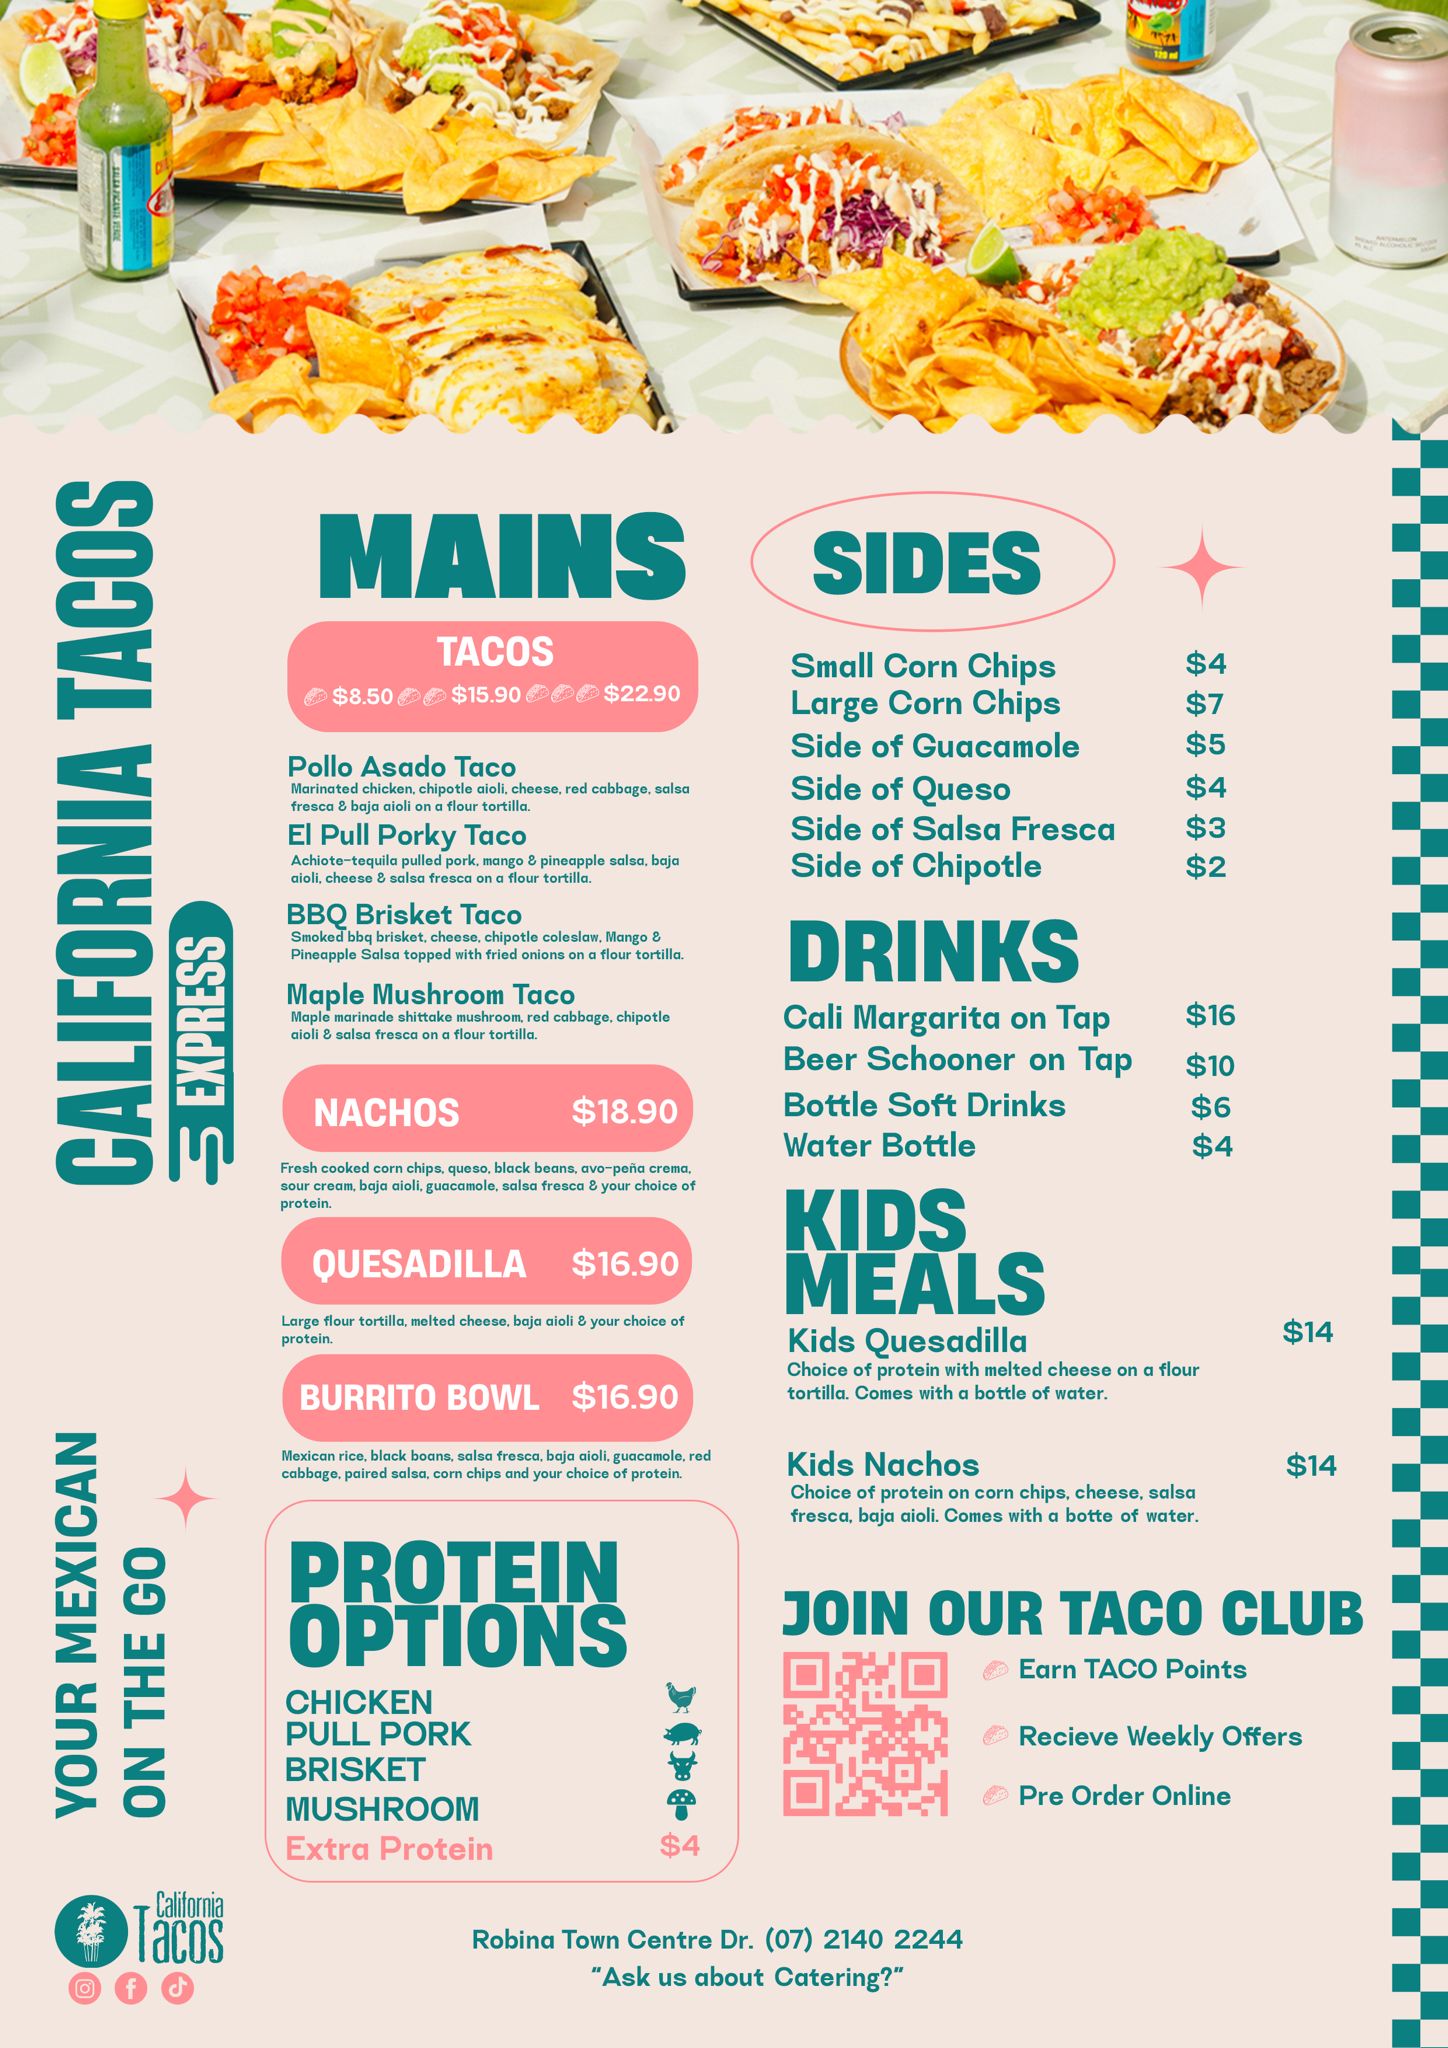 CALIFORNIA TACOS
EXPRESS
YOUR MEXICAN
ON THE GO
MAINS
TACOS
$8.50 $15.90 $22.90
Pollo Asado Taco
Marinated chicken, chipotle aioli, cheese, red cabbage, salsa
fresca & baja aioli on a flour tortilla.
El Pull Porky Taco
Achiote-tequila pulled pork, mango & pineapple salsa, baja
aioli, cheese & salsa fresca on a flour tortilla.
BBQ Brisket Taco
Smoked bbq brisket, cheese, chipotle coleslaw, Mango &
Pineapple Salsa topped with fried onions on a flour tortilla.
Maple Mushroom Taco
Maple marinade shittake mushroom, red cabbage, chipotle
aioli & salsa fresca on a flour tortilla.
NACHOS $18.90
Fresh cooked corn chips, queso, black beans, avo-peña crema,
sour cream, baja aioli, guacamole, salsa fresca & your choice of
protein.
QUESADILLA $16.90
Large flour tortilla, melted cheese, baja aioli & your choice of
protein.
BURRITO BOWL $16.90
Mexican rice, black boans, salsa fresca, baja aioli, guacamole, red
cabbage, paired salsa, corn chips and your choice of protein.
PROTEIN
OPTIONS
CHICKEN
PULL PORK
BRISKET
MUSHROOM
Extra Protein $4
SIDES
Small Corn Chips $4
Large Corn Chips $7
Side of Guacamole $5
Side of Queso $4
Side of Salsa Fresca $3
Side of Chipotle $2
DRINKS
Cali Margarita on Tap $16
Beer Schooner on Tap $10
Bottle Soft Drinks $6
Water Bottle $4
KIDS
MEALS
Kids Quesadilla $14
Choice of protein with melted cheese on a flour
tortilla. Comes with a bottle of water.
Kids Nachos $14
Choice of protein on corn chips, cheese, salsa
fresca, baja aioli. Comes with a botte of water.
JOIN OUR TACO CLUB
Earn TACO Points
Recieve Weekly Offers
Pre Order Online
California
Tacos
Robina Town Centre Dr. (07) 2140 2244
"Ask us about Catering?"